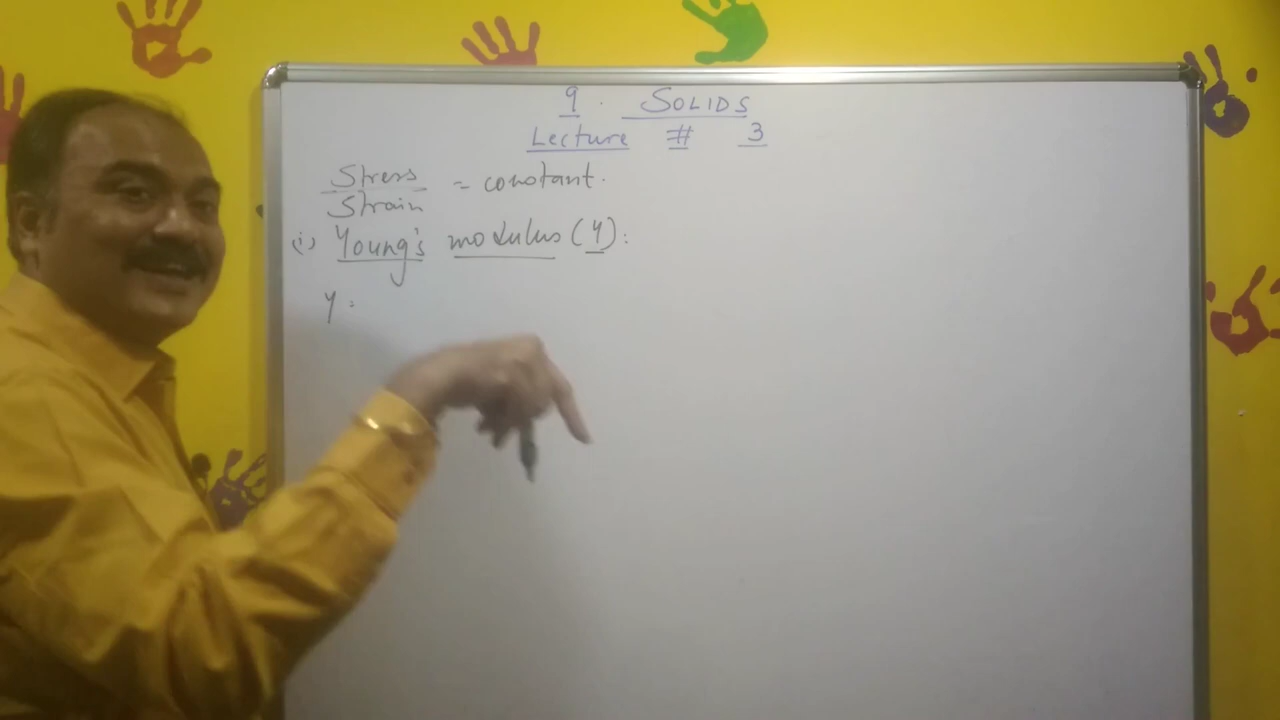 9. SOLIDS
Lecture # 3
Stress
Strain = constant.
(i) Young's modulus (Y):
Y =